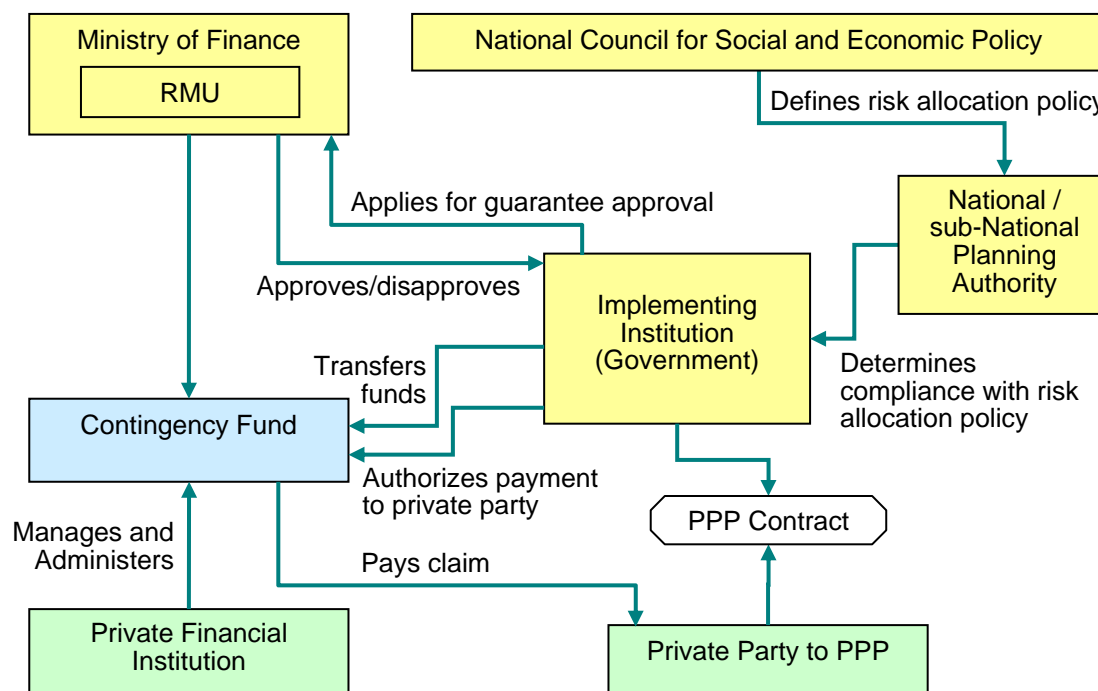 Ministry of Finance
RMU
National Council for Social and Economic Policy
Defines risk allocation policy
National /
sub-National
Planning
Authority
Applies for guarantee approval
Approves/disapproves
Implementing
Institution
(Government)
Transfers
funds
Determines
compliance with risk
allocation policy
Contingency Fund
Authorizes payment
to private party
PPP Contract
Manages and
Administers
Pays claim
Private Financial
Institution
Private Party to PPP